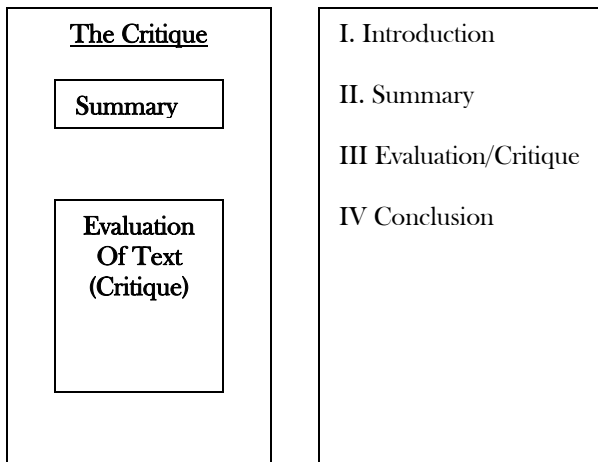 The Critique
Summary
Evaluation
Of Text
(Critique)
I. Introduction
II. Summary
III Evaluation/Critique
IV Conclusion